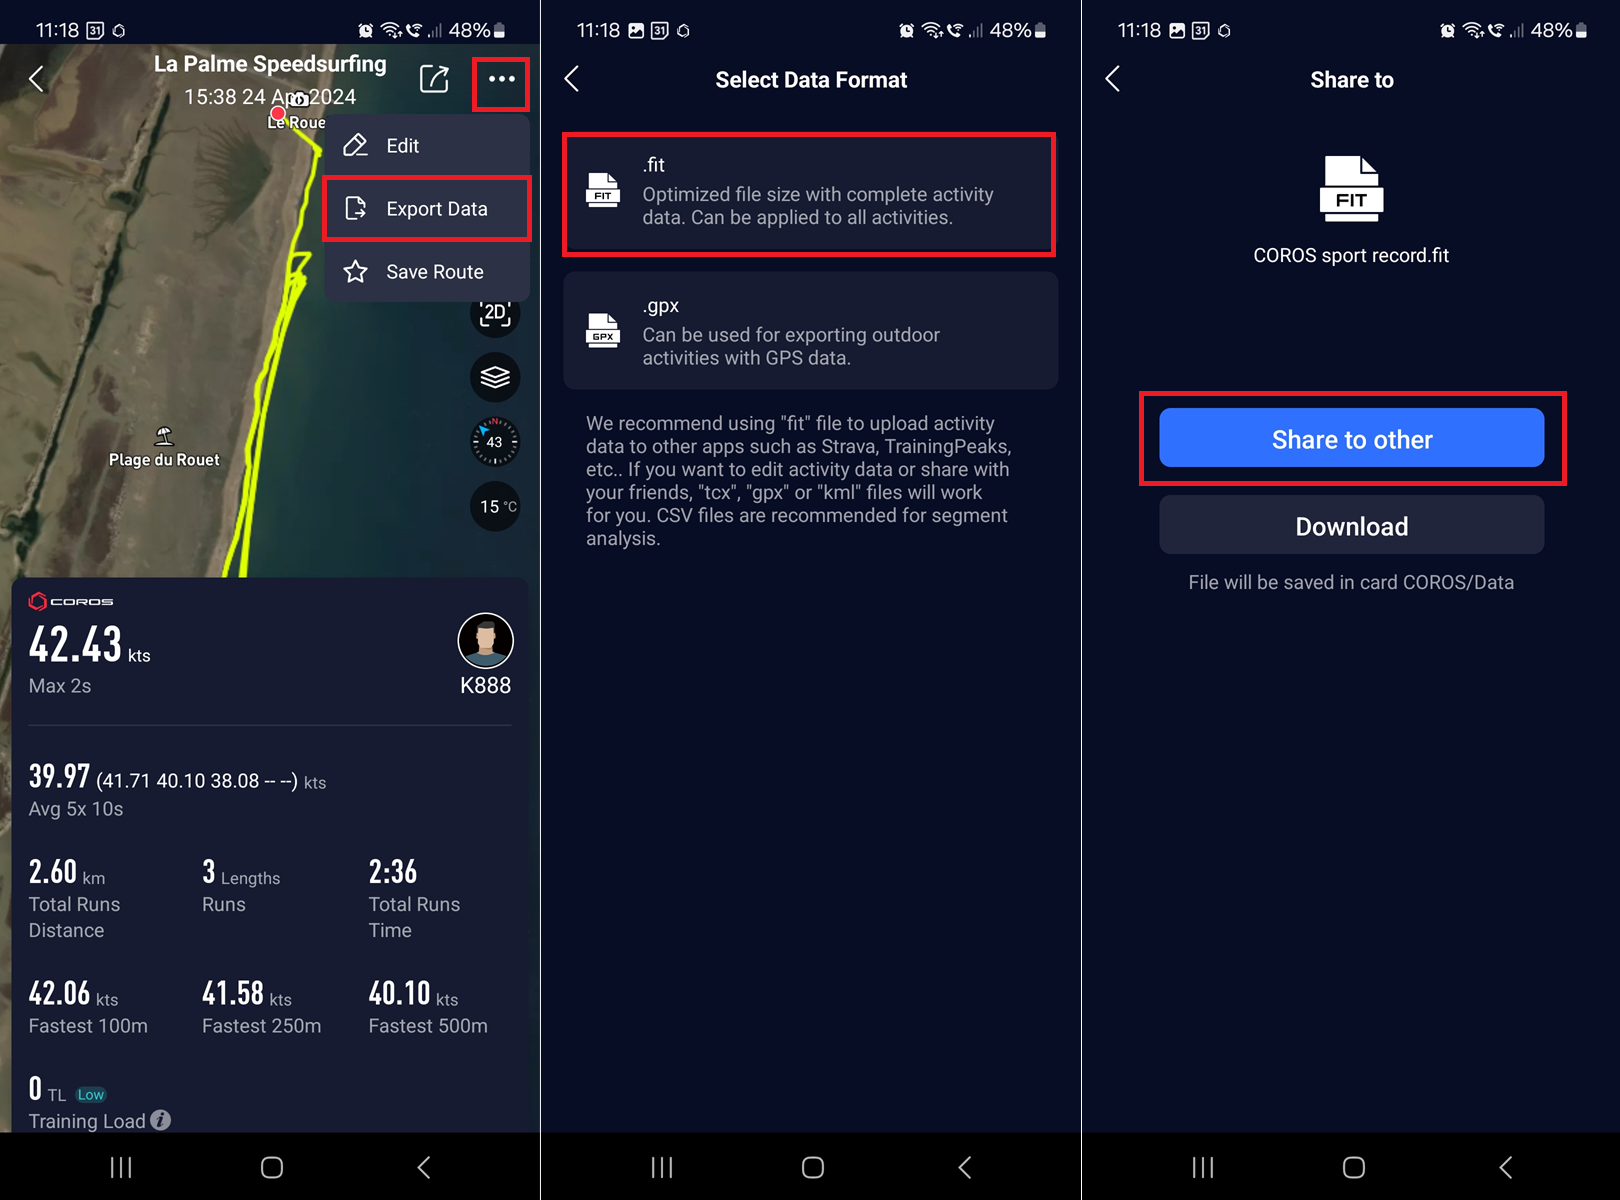 11:18 31
48%
La Palme Speedsurfing
15:38 24 Apr 2024
Le Roue
Edit
Export Data
Save Route
2D
N
43
15 °C
Plage du Rouet
COROS
42.43 kts
Max 2s
K888
39.97 (41.71 40.10 38.08 -- --) kts
Avg 5x 10s
2.60 km
Total Runs
Distance
3 Lengths
Runs
2:36
Total Runs
Time
42.06 kts
Fastest 100m
41.58 kts
Fastest 250m
40.10 kts
Fastest 500m
0 TL Low
Training Load i
11:18 31
48%
Select Data Format
FIT
.fit
Optimized file size with complete activity
data. Can be applied to all activities.
GPX
.gpx
Can be used for exporting outdoor
activities with GPS data.
We recommend using "fit" file to upload activity
data to other apps such as Strava, TrainingPeaks,
etc.. If you want to edit activity data or share with
your friends, "tcx", "gpx" or "kml" files will work
for you. CSV files are recommended for segment
analysis.
11:18 31
48%
Share to
FIT
COROS sport record.fit
Share to other
Download
File will be saved in card COROS/Data